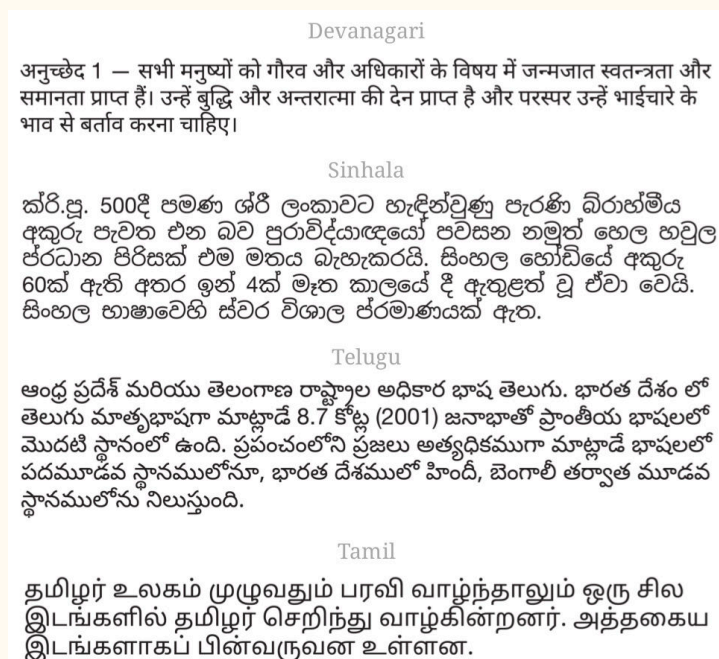 Devanagari
अनुच्छेद 1 — सभी मनुष्यों को गौरव और अधिकारों के विषय में जन्मजात स्वतन्त्रता और
समानता प्राप्त हैं। उन्हें बुद्धि और अन्तरात्मा की देन प्राप्त है और परस्पर उन्हें भाईचारे के
भाव से बर्ताव करना चाहिए।
Sinhala
ක්රි.පූ. 500දී පමණ ශ්රී ලංකාවට හැඳින්වුණු පැරණි බ්රාහ්මීය
අකුරු පැවත එන බව පුරාවිද්යාඥයෝ පවසන නමුත් හෙල හවුල
ප්රධාන පිරිසක් එම මතය බැහැකරයි. සිංහල හෝඩියේ අකුරු
60ක් ඇති අතර ඉන් 4ක් මෑත කාලයේ දී ඇතුළත් වූ ඒවා වෙයි.
සිංහල භාෂාවෙහි ස්වර විශාල ප්රමාණයක් ඇත.
Telugu
ఆంధ్ర ప్రదేశ్ మరియు తెలంగాణ రాష్ట్రాల అధికార భాష తెలుగు. భారత దేశం లో
తెలుగు మాతృభాషగా మాట్లాడే 8.7 కోట్ల (2001) జనాభాతో ప్రాంతీయ భాషలలో
మొదటి స్థానంలో ఉంది. ప్రపంచంలోని ప్రజలు అత్యధికముగా మాట్లాడే భాషలలో
పదమూడవ స్థానములోనూ, భారత దేశములో హిందీ, బెంగాలీ తర్వాత మూడవ
స్థానములోను నిలుస్తుంది.
Tamil
தமிழர் உலகம் முழுவதும் பரவி வாழ்ந்தாலும் ஒரு சில
இடங்களில் தமிழர் செறிந்து வாழ்கின்றனர். அத்தகைய
இடங்களாகப் பின்வருவன உள்ளன.